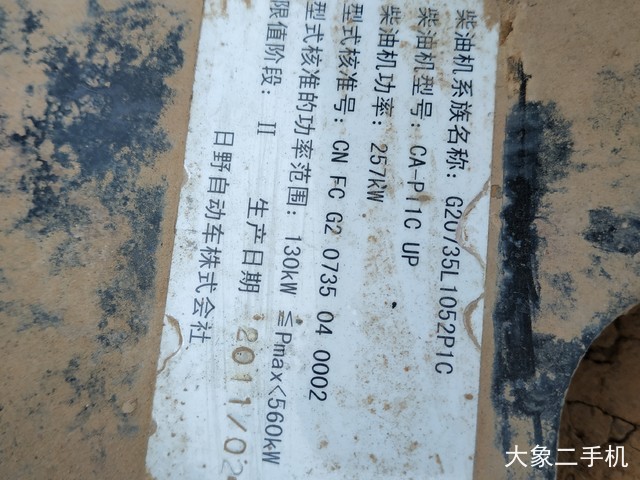 柴油机系族名称: G20735L1052P1C
柴油机型号: CA-P11C UP
柴油机功率: 257kW
型式核准号: CN FC G2 0735 04 0002
型式核准的功率范围: 130kW ≤Pmax<560kW
限值阶段: II
生产日期 2011/02
日野自动车株式会社
大象二手机